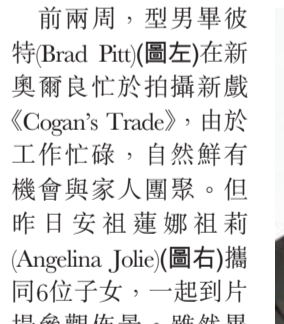 前兩周，型男畢彼
特(Brad Pitt)(圖左)在新
奧爾良忙於拍攝新戲
《Cogan's Trade》，由於
工作忙碌，自然鮮有
機會與家人團聚。但
昨日安祖蓮娜祖莉
(Angelina Jolie)(圖右)攜
同6位子女，一起到片